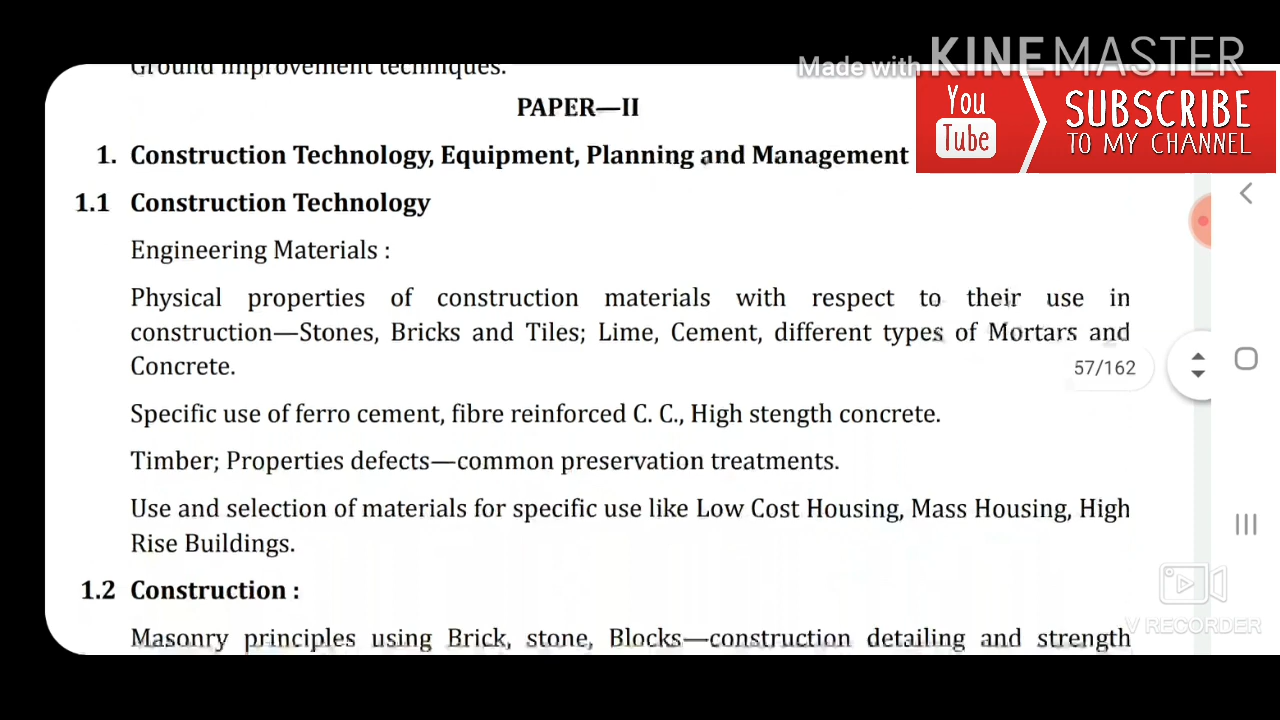 Ground improvement techniques.
Made with KINEMASTER
PAPER—II
You
Tube
SUBSCRIBE
TO MY CHANNEL
1. Construction Technology, Equipment, Planning and Management
1.1 Construction Technology
Engineering Materials :
Physical properties of construction materials with respect to their use in
construction—Stones, Bricks and Tiles; Lime, Cement, different types of Mortars and
Concrete.
57/162
Specific use of ferro cement, fibre reinforced C. C., High stength concrete.
Timber; Properties defects—common preservation treatments.
Use and selection of materials for specific use like Low Cost Housing, Mass Housing, High
Rise Buildings.
1.2 Construction :
V RECORDER
Masonry principles using Brick, stone, Blocks—construction detailing and strength